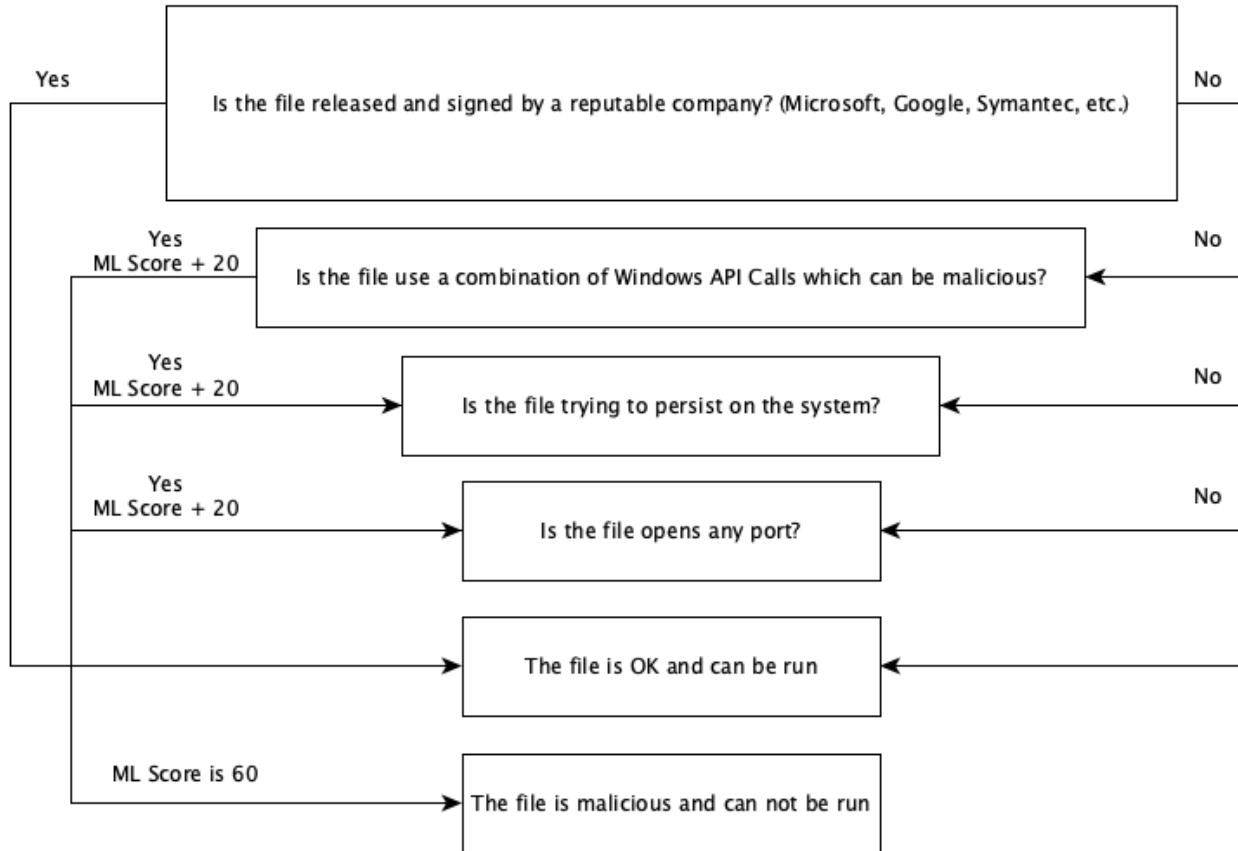 Yes
Is the file released and signed by a reputable company? (Microsoft, Google, Symantec, etc.)
No
Yes
ML Score + 20
Is the file use a combination of Windows API Calls which can be malicious?
No
Yes
ML Score + 20
Is the file trying to persist on the system?
No
Yes
ML Score + 20
Is the file opens any port?
No
The file is OK and can be run
ML Score is 60
The file is malicious and can not be run